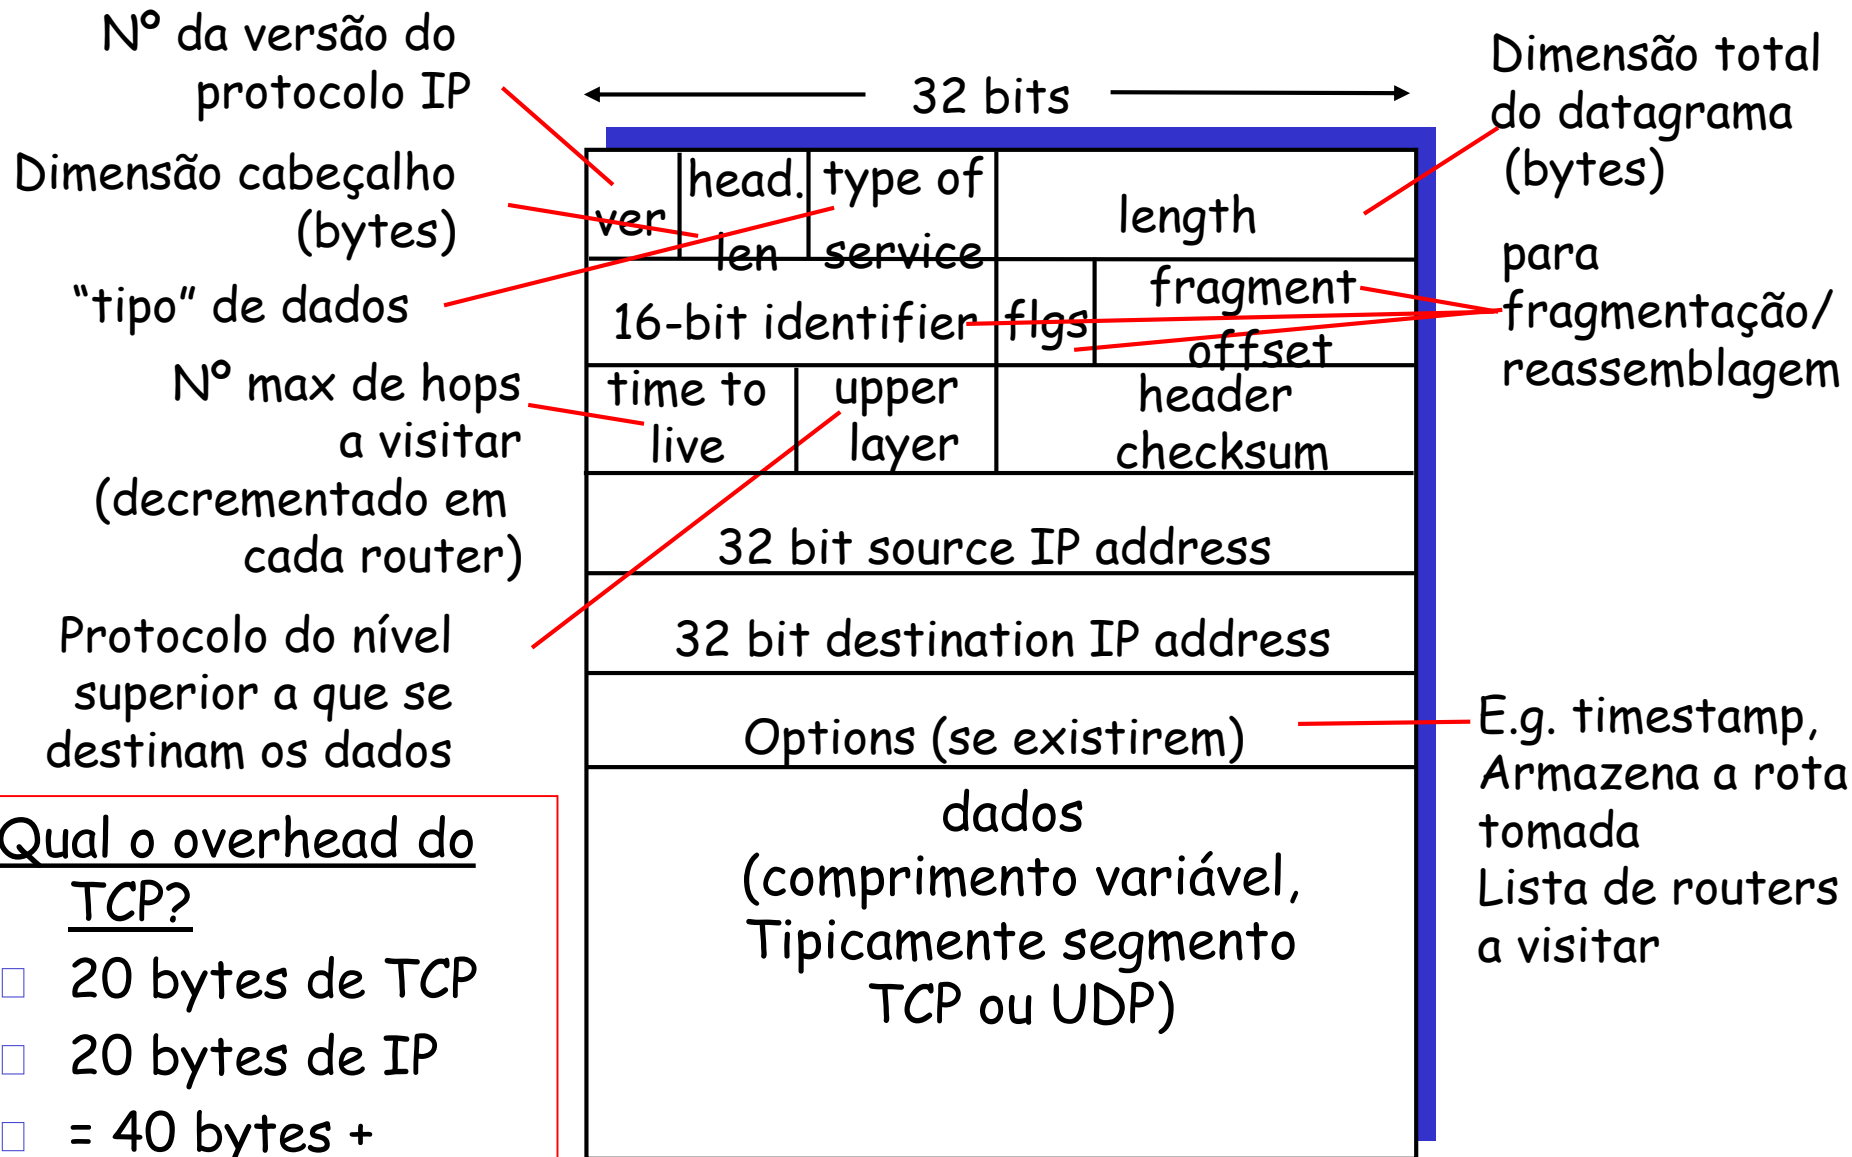 Nº da versão do
protocolo IP
Dimensão cabeçalho
(bytes)
“tipo” de dados
Nº max de hops
a visitar
(decrementado em
cada router)
Protocolo do nível
superior a que se
destinam os dados
Qual o overhead do
TCP?
20 bytes de TCP
20 bytes de IP
= 40 bytes +
32 bits
ver
head.
len
type of
service
length
16-bit identifier
flgs
fragment
offset
time to
live
upper
layer
header
checksum
32 bit source IP address
32 bit destination IP address
Options (se existirem)
dados
(comprimento variável,
Tipicamente segmento
TCP ou UDP)
Dimensão total
do datagrama
(bytes)
para
fragmentação/
reassemblagem
E.g. timestamp,
Armazena a rota
tomada
Lista de routers
a visitar